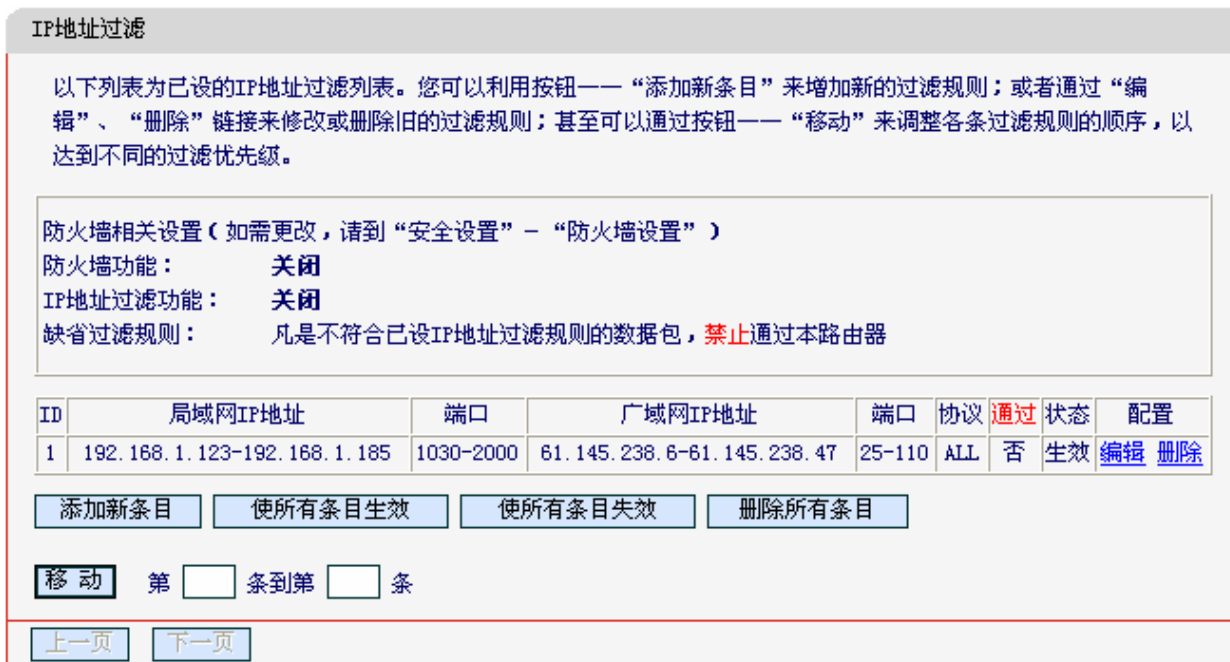 IP地址过滤
以下列表为已设的IP地址过滤列表。您可以利用按钮——“添加新条目”来增加新的过滤规则；或者通过“编
辑”、“删除”链接来修改或删除旧的过滤规则；甚至可以通过按钮——“移动”来调整各条过滤规则的顺序，以
达到不同的过滤优先级。
防火墙相关设置（如需更改，请到“安全设置”－“防火墙设置”）
防火墙功能： 关闭
IP地址过滤功能： 关闭
缺省过滤规则： 凡是不符合已设IP地址过滤规则的数据包，禁止通过本路由器
ID 局域网IP地址 端口 广域网IP地址 端口 协议 通过 状态 配置
1 192.168.1.123-192.168.1.185 1030-2000 61.145.238.6-61.145.238.47 25-110 ALL 否 生效 编辑 删除
添加新条目 使所有条目生效 使所有条目失效 删除所有条目
移 动 第 条到第 条
上一页 下一页